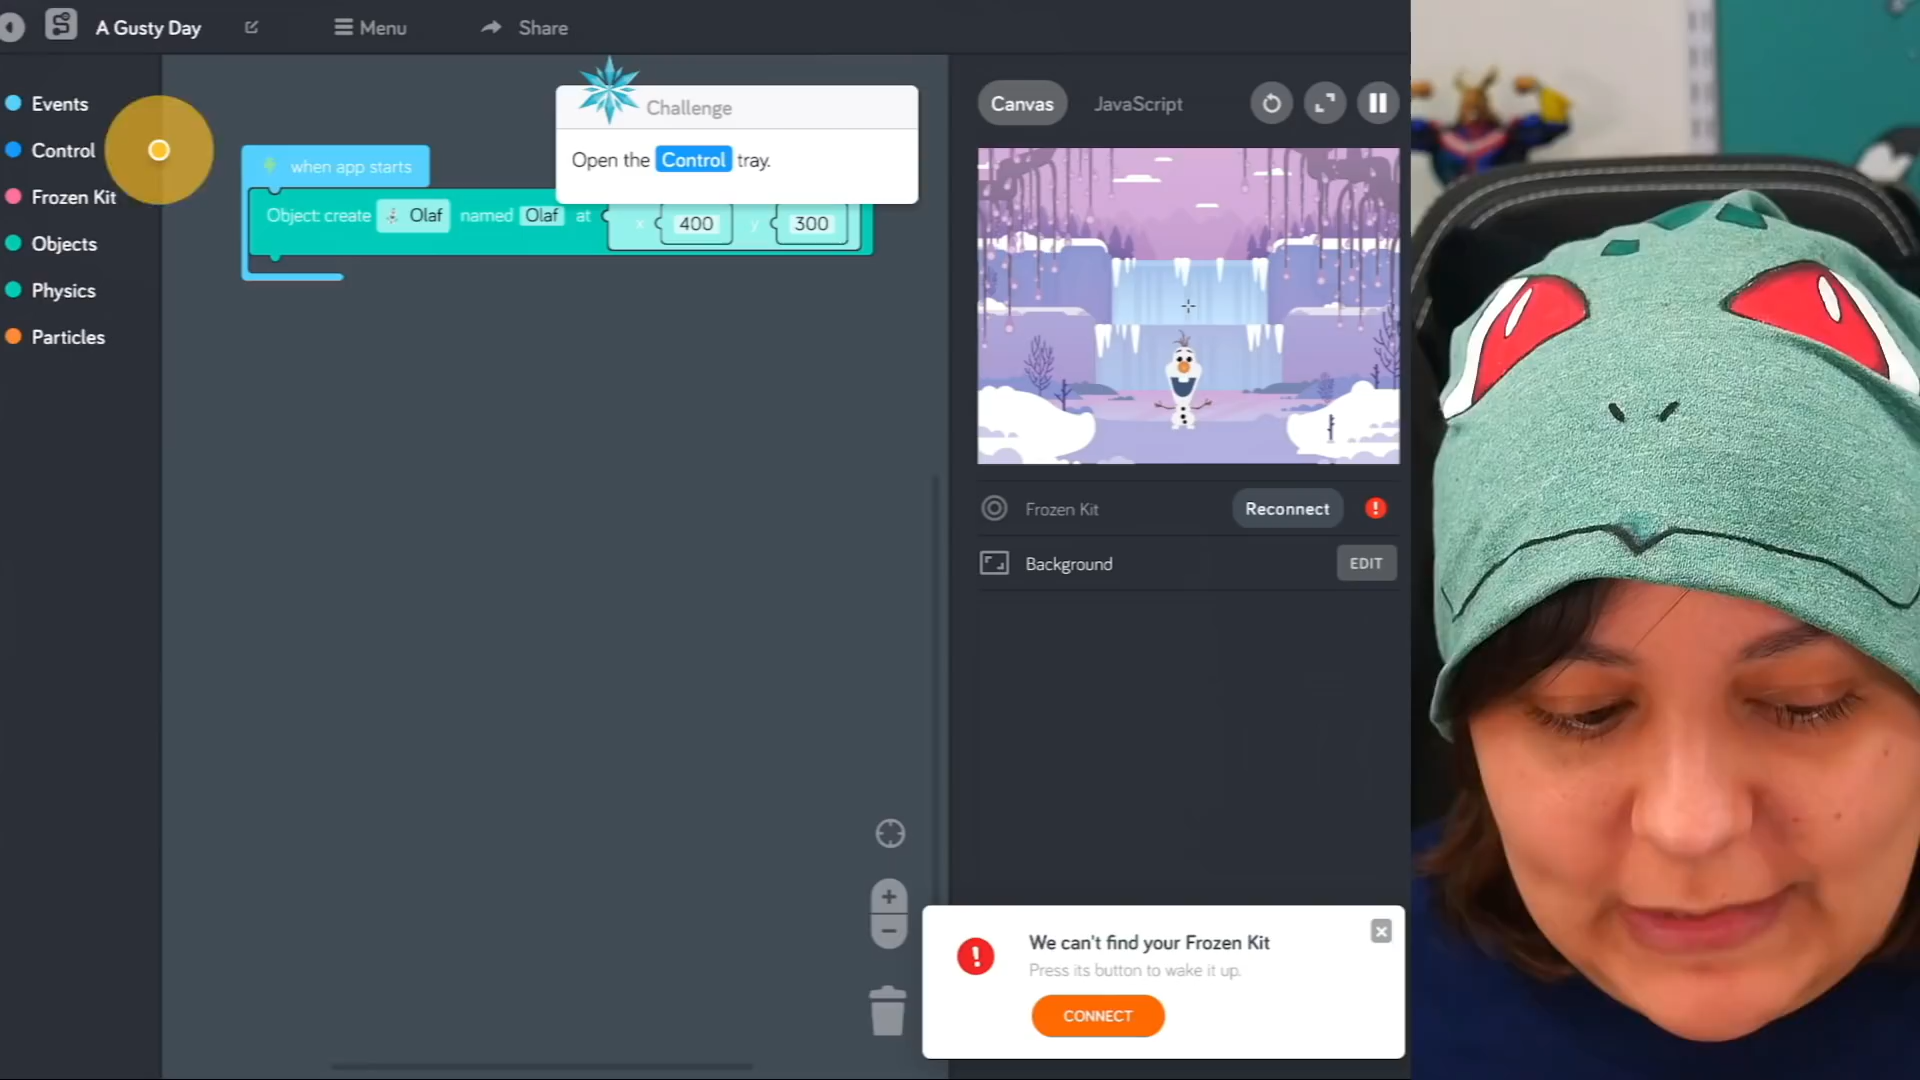 A Gusty Day
Menu
Share
Events
Control
Frozen Kit
Objects
Physics
Particles
when app starts
Object: create Olaf named Olaf at x 400 y 300
Challenge
Open the Control tray.
Canvas
JavaScript
Frozen Kit
Reconnect
Background
EDIT
We can't find your Frozen Kit
Press its button to wake it up.
CONNECT